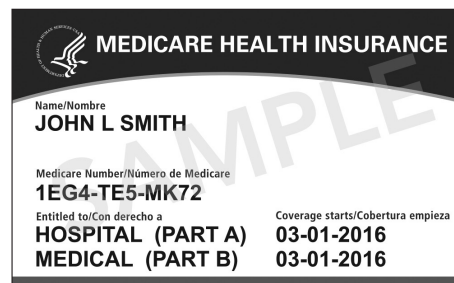 MEDICARE HEALTH INSURANCE
Name/Nombre
JOHN L SMITH
Medicare Number/Número de Medicare
1EG4-TE5-MK72
Entitled to/Con derecho a
Coverage starts/Cobertura empieza
HOSPITAL (PART A) 03-01-2016
MEDICAL (PART B) 03-01-2016
SAMPLE